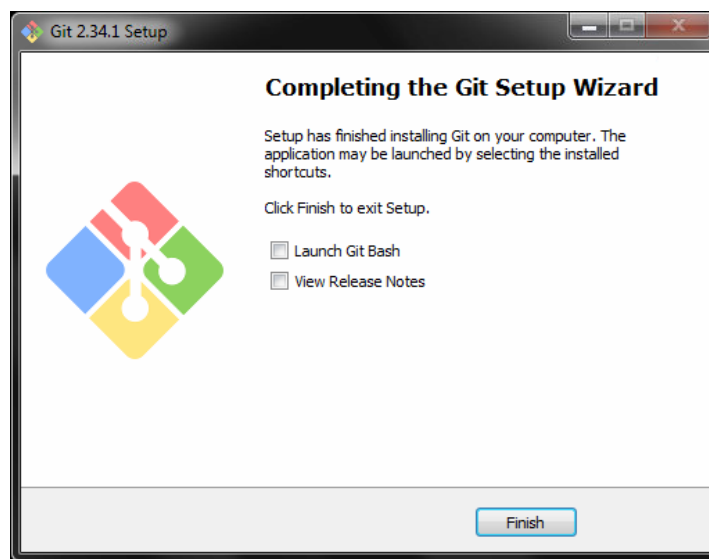 Git 2.34.1 Setup
Completing the Git Setup Wizard
Setup has finished installing Git on your computer. The
application may be launched by selecting the installed
shortcuts.
Click Finish to exit Setup.
Launch Git Bash
View Release Notes
Finish